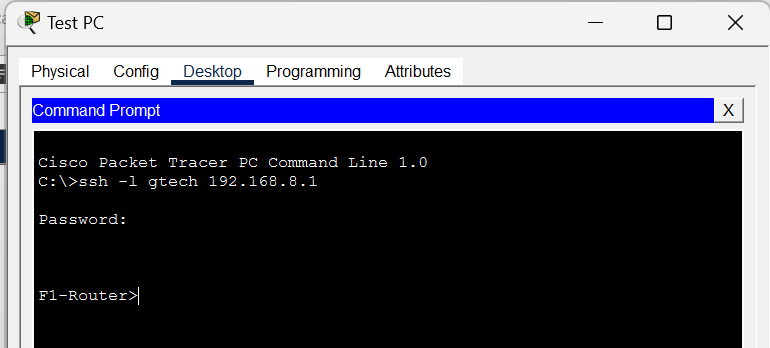 Test PC
Physical Config Desktop Programming Attributes
Command Prompt X
Cisco Packet Tracer PC Command Line 1.0
C:\>ssh -l gtech 192.168.8.1
Password:
F1-Router>